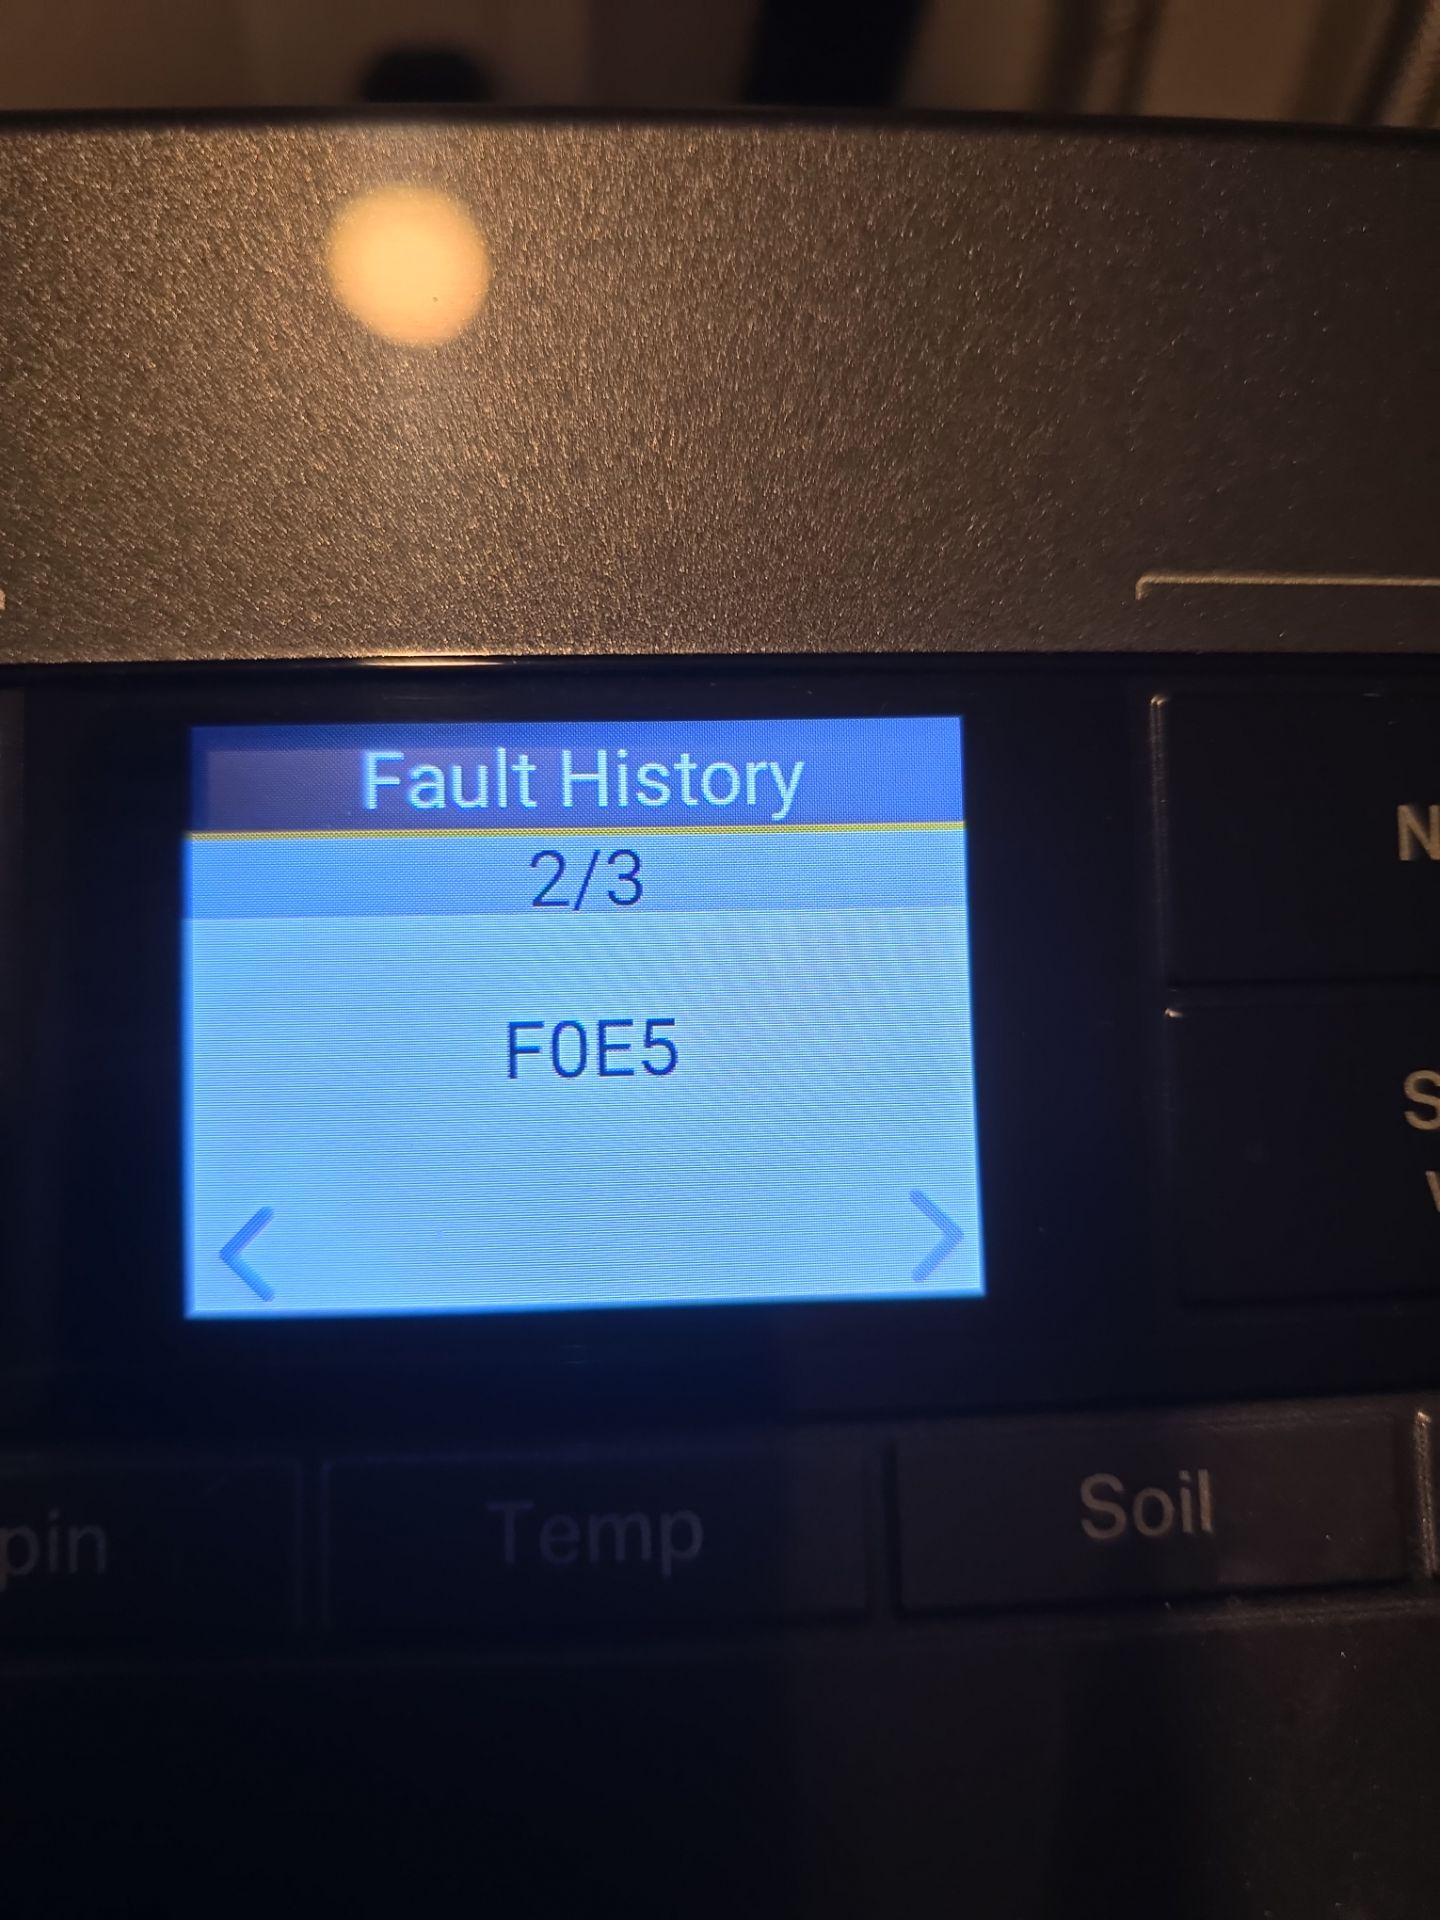 Fault History
2/3
F0E5
< >
Temp
Soil